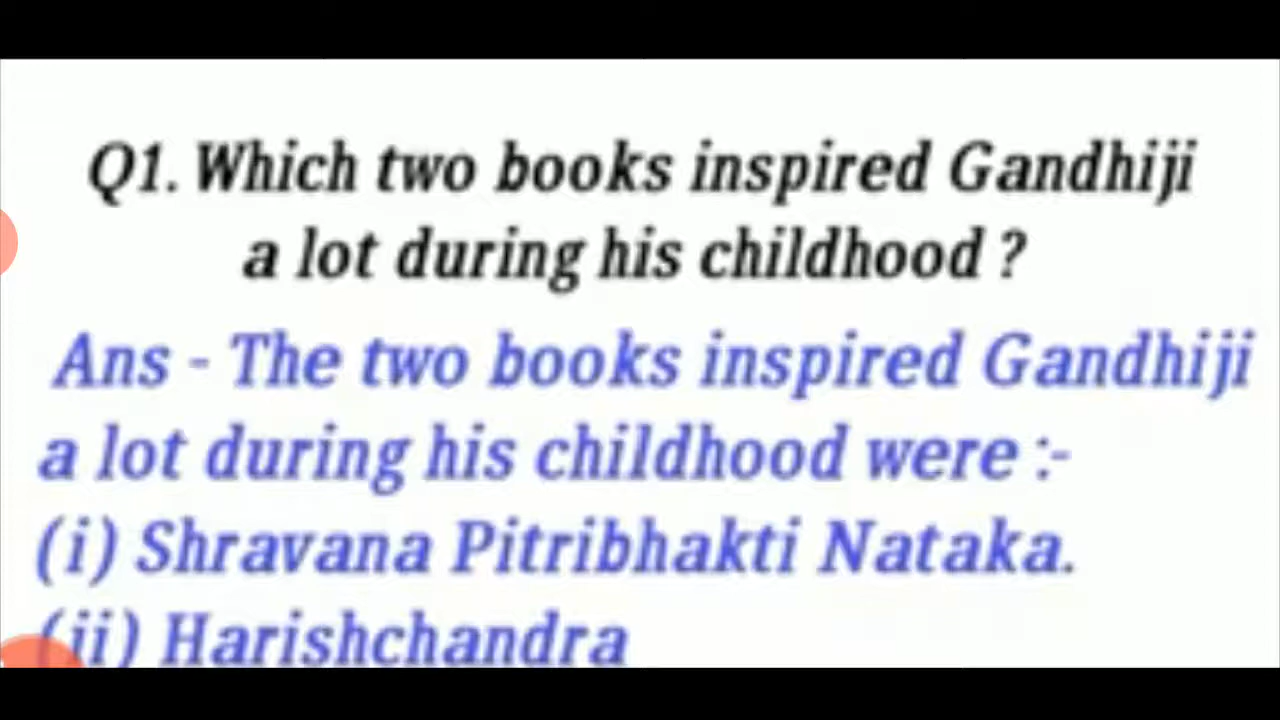 Q1. Which two books inspired Gandhiji
a lot during his childhood ?
Ans - The two books inspired Gandhiji
a lot during his childhood were :-
(i) Shravana Pitribhakti Nataka.
(ii) Harishchandra